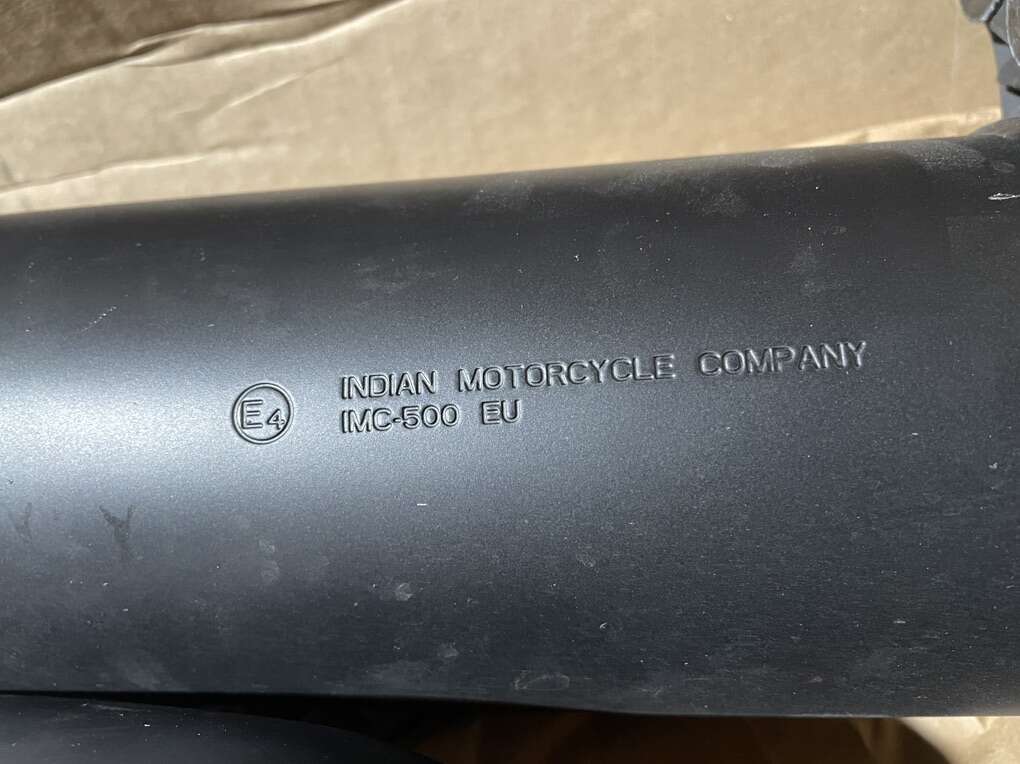 E4
INDIAN MOTORCYCLE COMPANY
IMC-500 EU